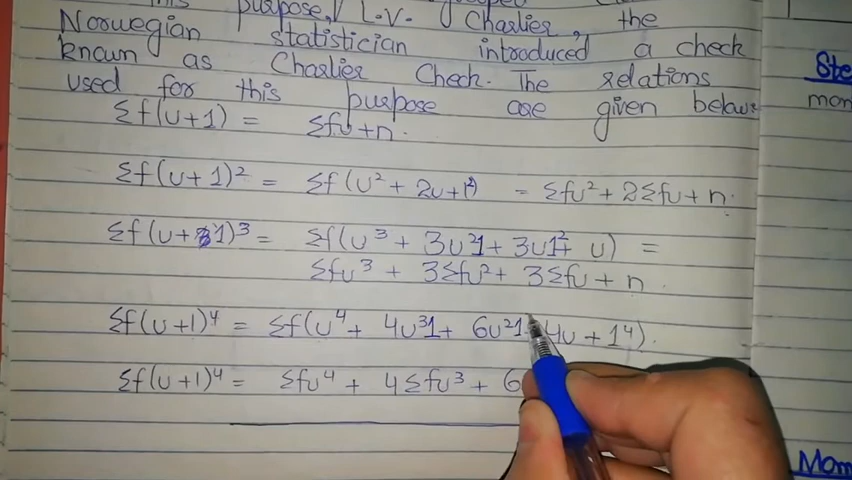 purpose, L.V. Charlier, the
Norwegian statistician introduced a check
known as Charlier Check. The relations
used for this purpose are given below:
Σf(u+1) = Σfu+n.
Σf(u+1)² = Σf(u² + 2u+1²) = Σfu² + 2Σfu + n.
Σf(u+1)³ = Σf(u³ + 3u²1 + 3u1² + u) =
Σfu³ + 3Σfu² + 3Σfu + n
Σf(u+1)⁴ = Σf(u⁴ + 4u³1 + 6u²1 4u + 1⁴).
Σf(u+1)⁴ = Σfu⁴ + 4Σfu³ + 6
Ste
mom
Mom